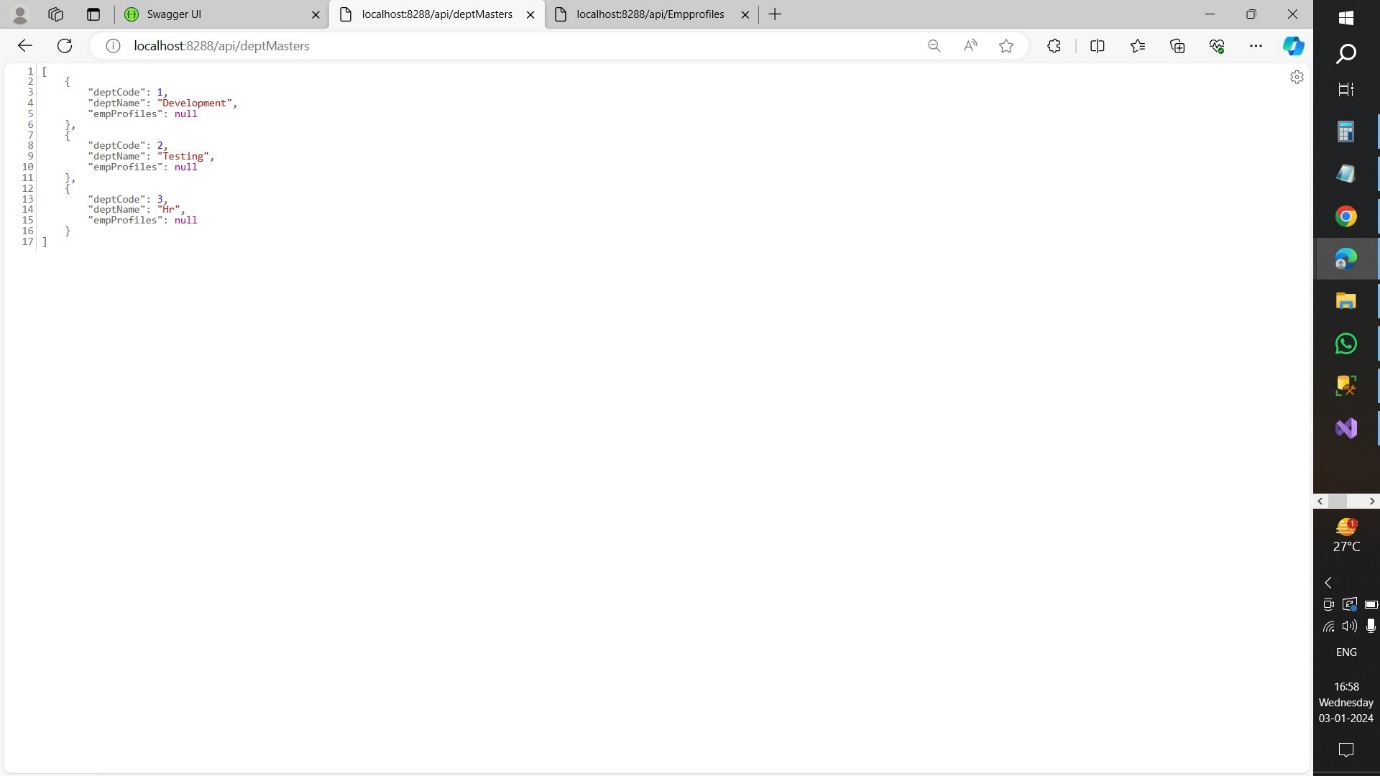 Swagger UI
localhost:8288/api/deptMasters
localhost:8288/api/Empprofiles
localhost:8288/api/deptMasters
1 [
2 {
3 "deptCode": 1,
4 "deptName": "Development",
5 "empProfiles": null
6 },
7 {
8 "deptCode": 2,
9 "deptName": "Testing",
10 "empProfiles": null
11 },
12 {
13 "deptCode": 3,
14 "deptName": "Hr",
15 "empProfiles": null
16 }
17 ]
1
27°C
ENG
16:58
Wednesday
03-01-2024